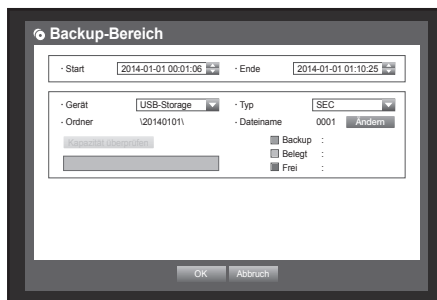 Backup-Bereich
· Start 2014-01-01 00:01:06 · Ende 2014-01-01 01:10:25
· Gerät USB-Storage · Typ SEC
· Ordner \20140101\ · Dateiname 0001 Ändern
Kapazität überprüfen
Backup :
Belegt :
Frei :
OK Abbruch